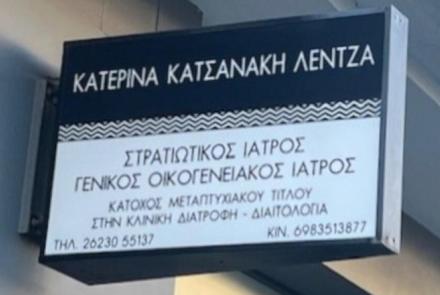 ΚΑΤΕΡΙΝΑ ΚΑΤΣΑΝΑΚΗ ΛΕΝΤΖΑ
ΣΤΡΑΤΙΩΤΙΚΟΣ ΙΑΤΡΟΣ
ΓΕΝΙΚΟΣ ΟΙΚΟΓΕΝΕΙΑΚΟΣ ΙΑΤΡΟΣ
ΚΑΤΟΧΟΣ ΜΕΤΑΠΤΥΧΙΑΚΟΥ ΤΙΤΛΟΥ
ΣΤΗΝ ΚΛΙΝΙΚΗ ΔΙΑΤΡΟΦΗ - ΔΙΑΙΤΟΛΟΓΙΑ
ΤΗΛ. 26230 55137 ΚΙΝ. 6983513877